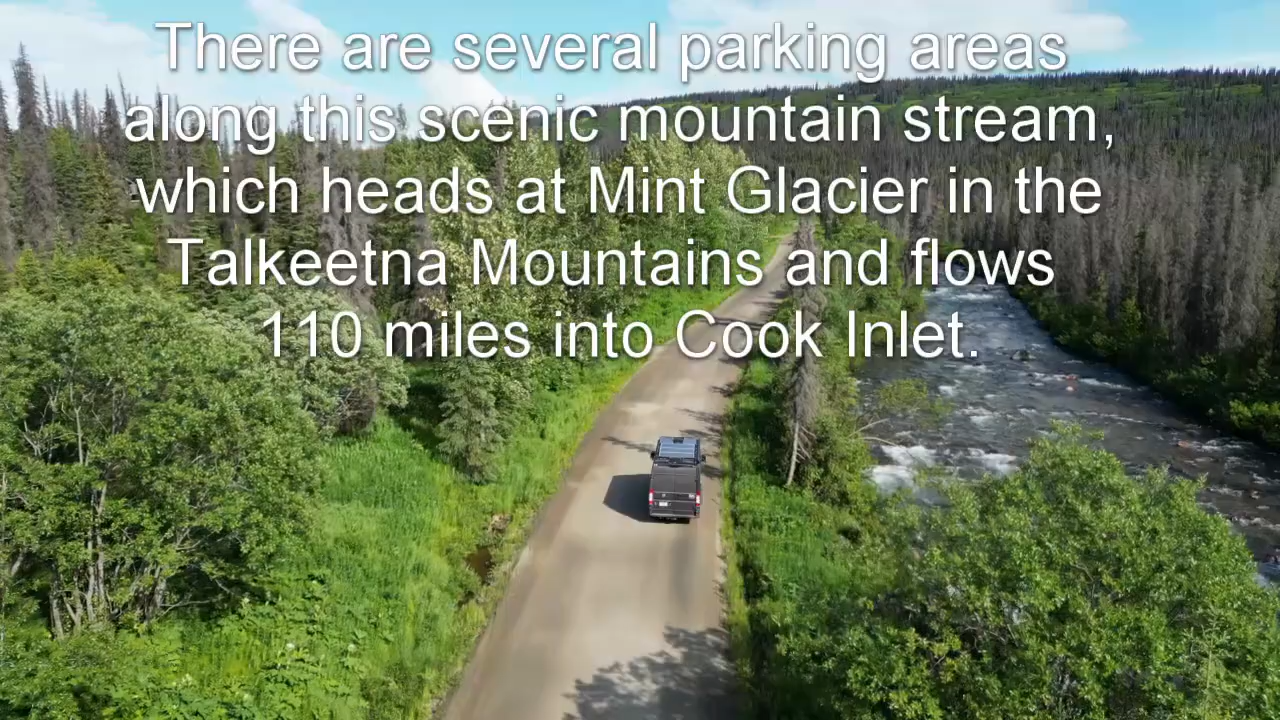 There are several parking areas
along this scenic mountain stream,
which heads at Mint Glacier in the
Talkeetna Mountains and flows
110 miles into Cook Inlet.